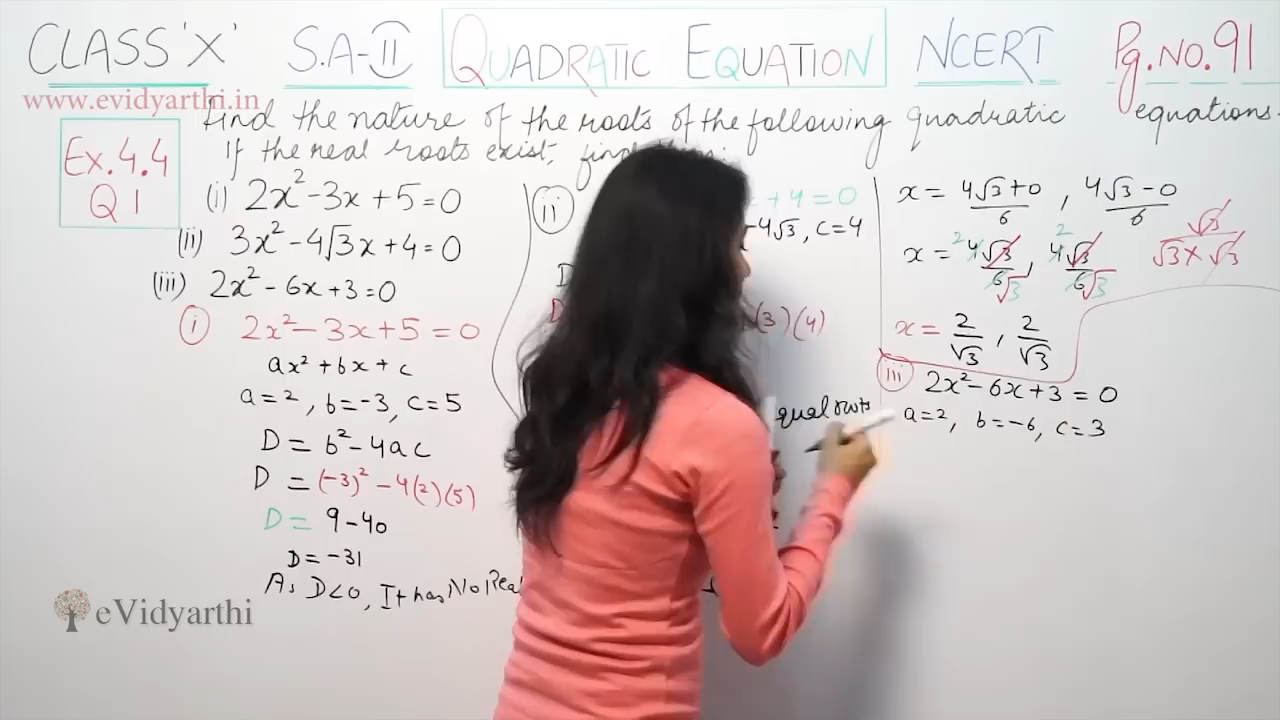 CLASS 'X' S.A-II QUADRATIC EQUATION NCERT Pg.NO.91
www.evidyarthi.in
Find the nature of the roots of the following quadratic equations.
If the real roots exist, find
Ex.4.4
Q1
(i) 2x²-3x+5=0
(ii) 3x²-4√3x+4=0
(iii) 2x²-6x+3=0
i 2x²-3x+5=0
ax²+bx+c
a=2, b=-3, c=5
D = b²-4ac
D = (-3)²-4(2)(5)
D = 9-40
D=-31
As D<0, It has No Real
ii x+4=0
-4√3, c=4
D
D (3)(4)
qual roots
x = 4√3+0/6, 4√3-0/6
x = 4√3/6√3, 4√3/6√3
√3/√3×√3
x = 2/√3, 2/√3
iii 2x²-6x+3=0
a=2, b=-6, c=3
eVidyarthi